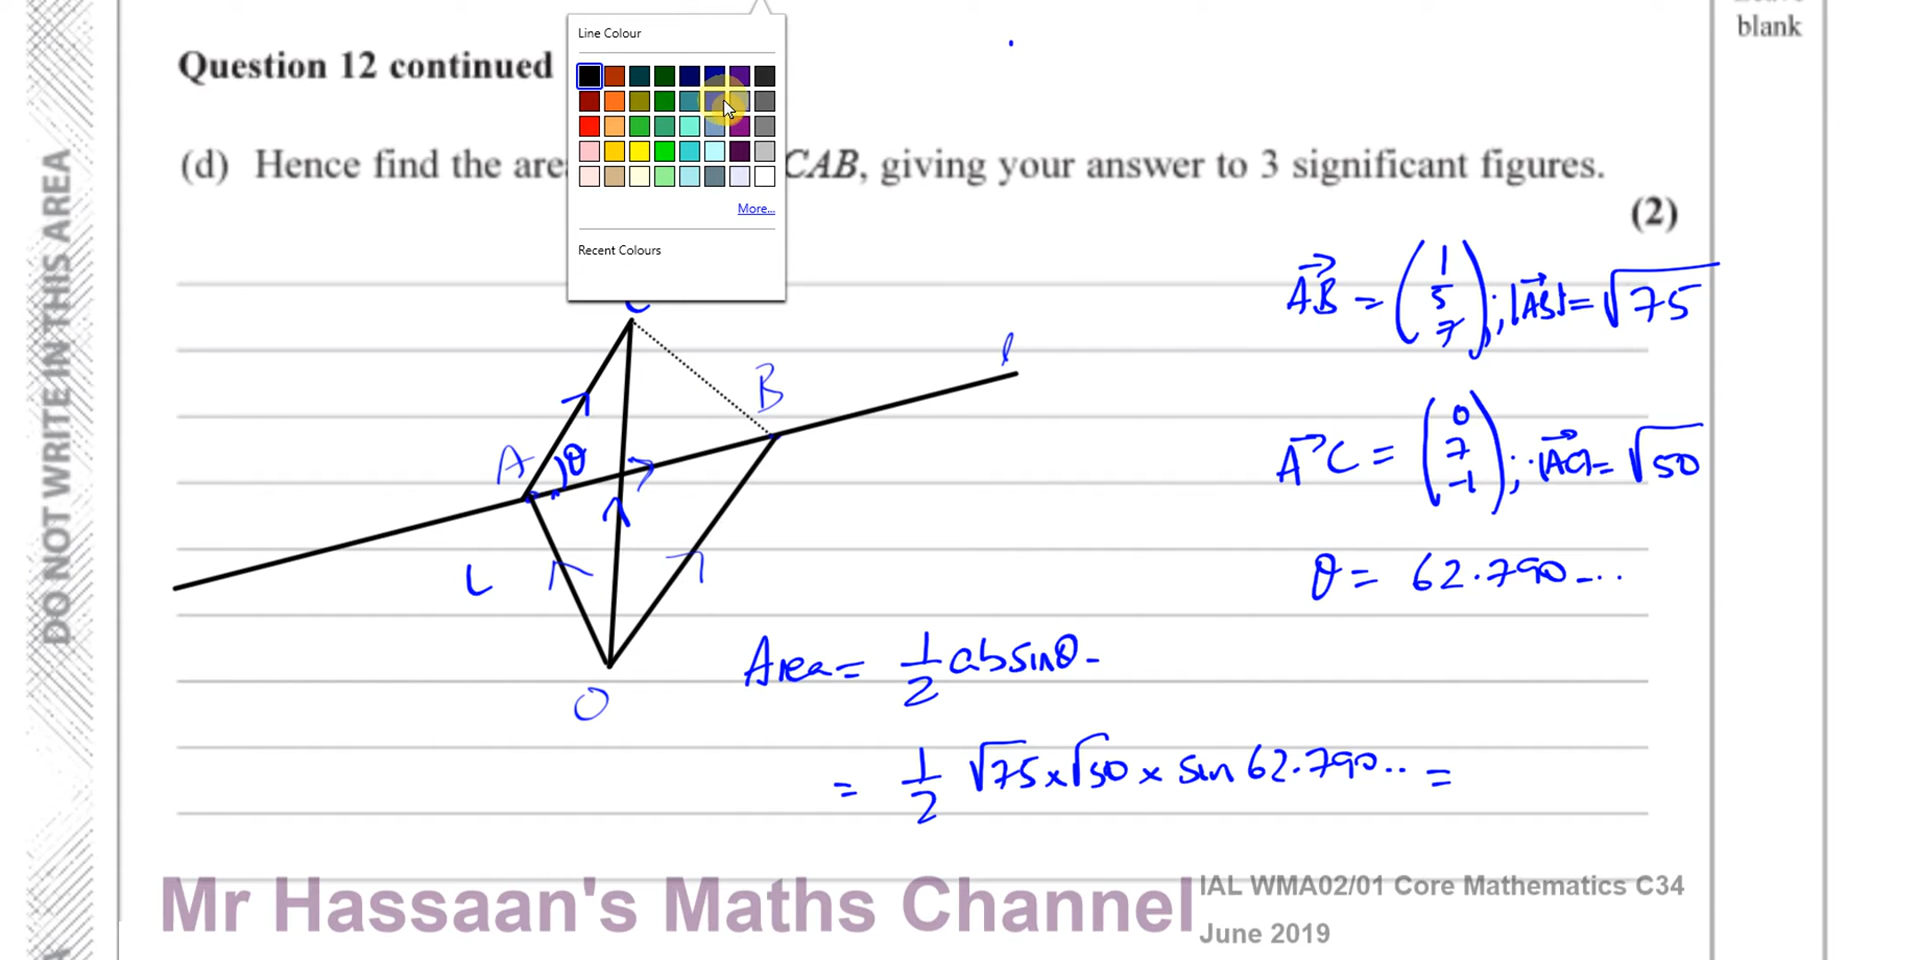 Line Colour
Question 12 continued
blank
DO NOT WRITE IN THIS AREA
(d) Hence find the are CAB, giving your answer to 3 significant figures.
More...
(2)
Recent Colours
AB = (1 5 7); |AB| = √75
C
l
B
A θ
AC = (0 7 -1); |AC| = √50
L
θ = 62.790...
Area = 1/2 ab sinθ
O
= 1/2 √75 × √50 × sin 62.790.. =
Mr Hassaan's Maths Channel
IAL WMA02/01 Core Mathematics C34
June 2019